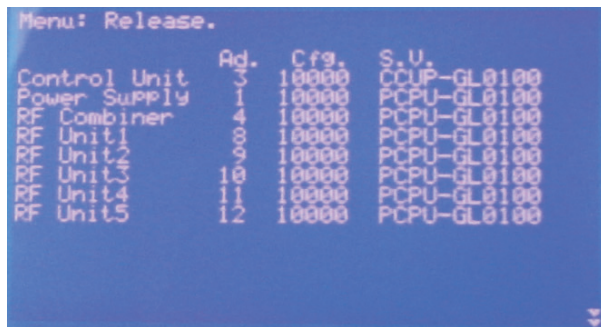 Menu: Release.
Ad. Cfg. S.V.
Control Unit 3 10000 CCUP-GL0100
Power Supply 1 10000 PCPU-GL0100
RF Combiner 4 10000 PCPU-GL0100
RF Unit1 8 10000 PCPU-GL0100
RF Unit2 9 10000 PCPU-GL0100
RF Unit3 10 10000 PCPU-GL0100
RF Unit4 11 10000 PCPU-GL0100
RF Unit5 12 10000 PCPU-GL0100